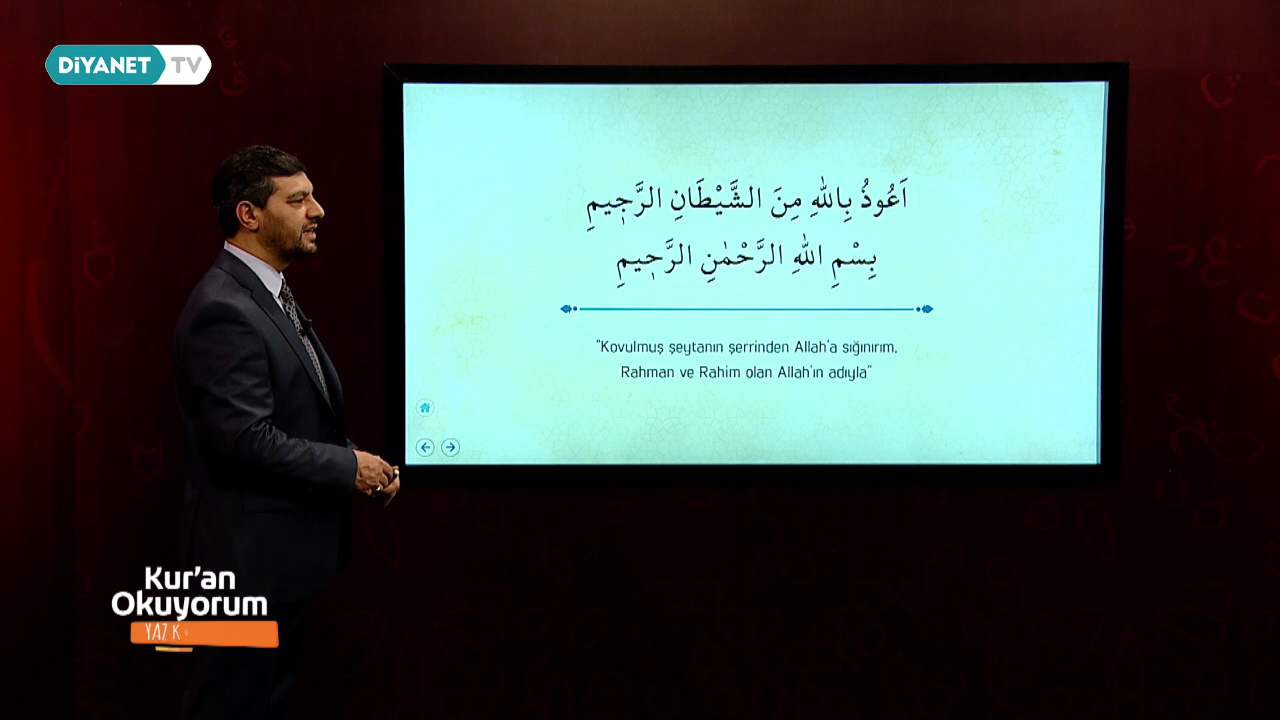 DİYANET TV
اَعُوذُ بِاللّٰهِ مِنَ الشَّيْطَانِ الرَّج۪يمِ
بِسْمِ اللّٰهِ الرَّحْمٰنِ الرَّح۪يمِ
"Kovulmuş şeytanın şerrinden Allah'a sığınırım,
Rahman ve Rahim olan Allah'ın adıyla"
Kur'an
Okuyorum
YAZ K